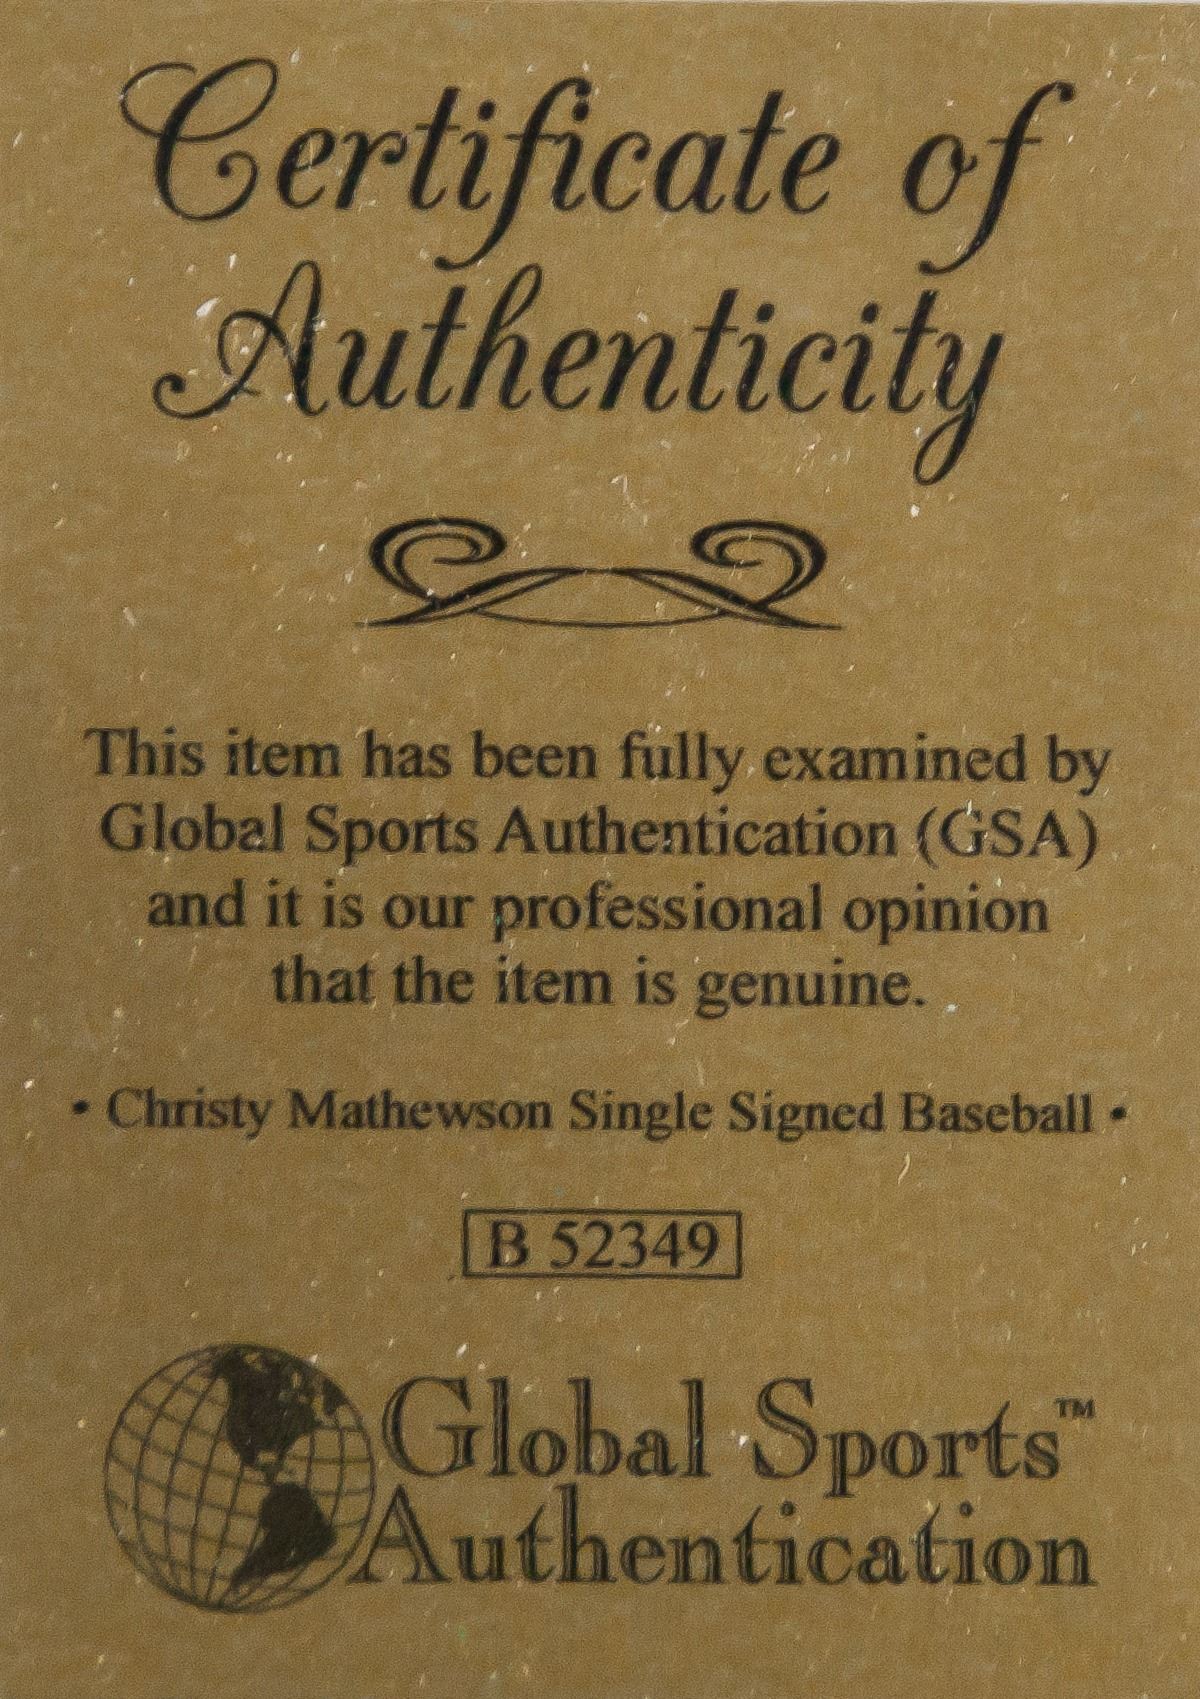 Certificate of
Authenticity
This item has been fully examined by
Global Sports Authentication (GSA)
and it is our professional opinion
that the item is genuine.
• Christy Mathewson Single Signed Baseball •
B 52349
Global Sports™
Authentication